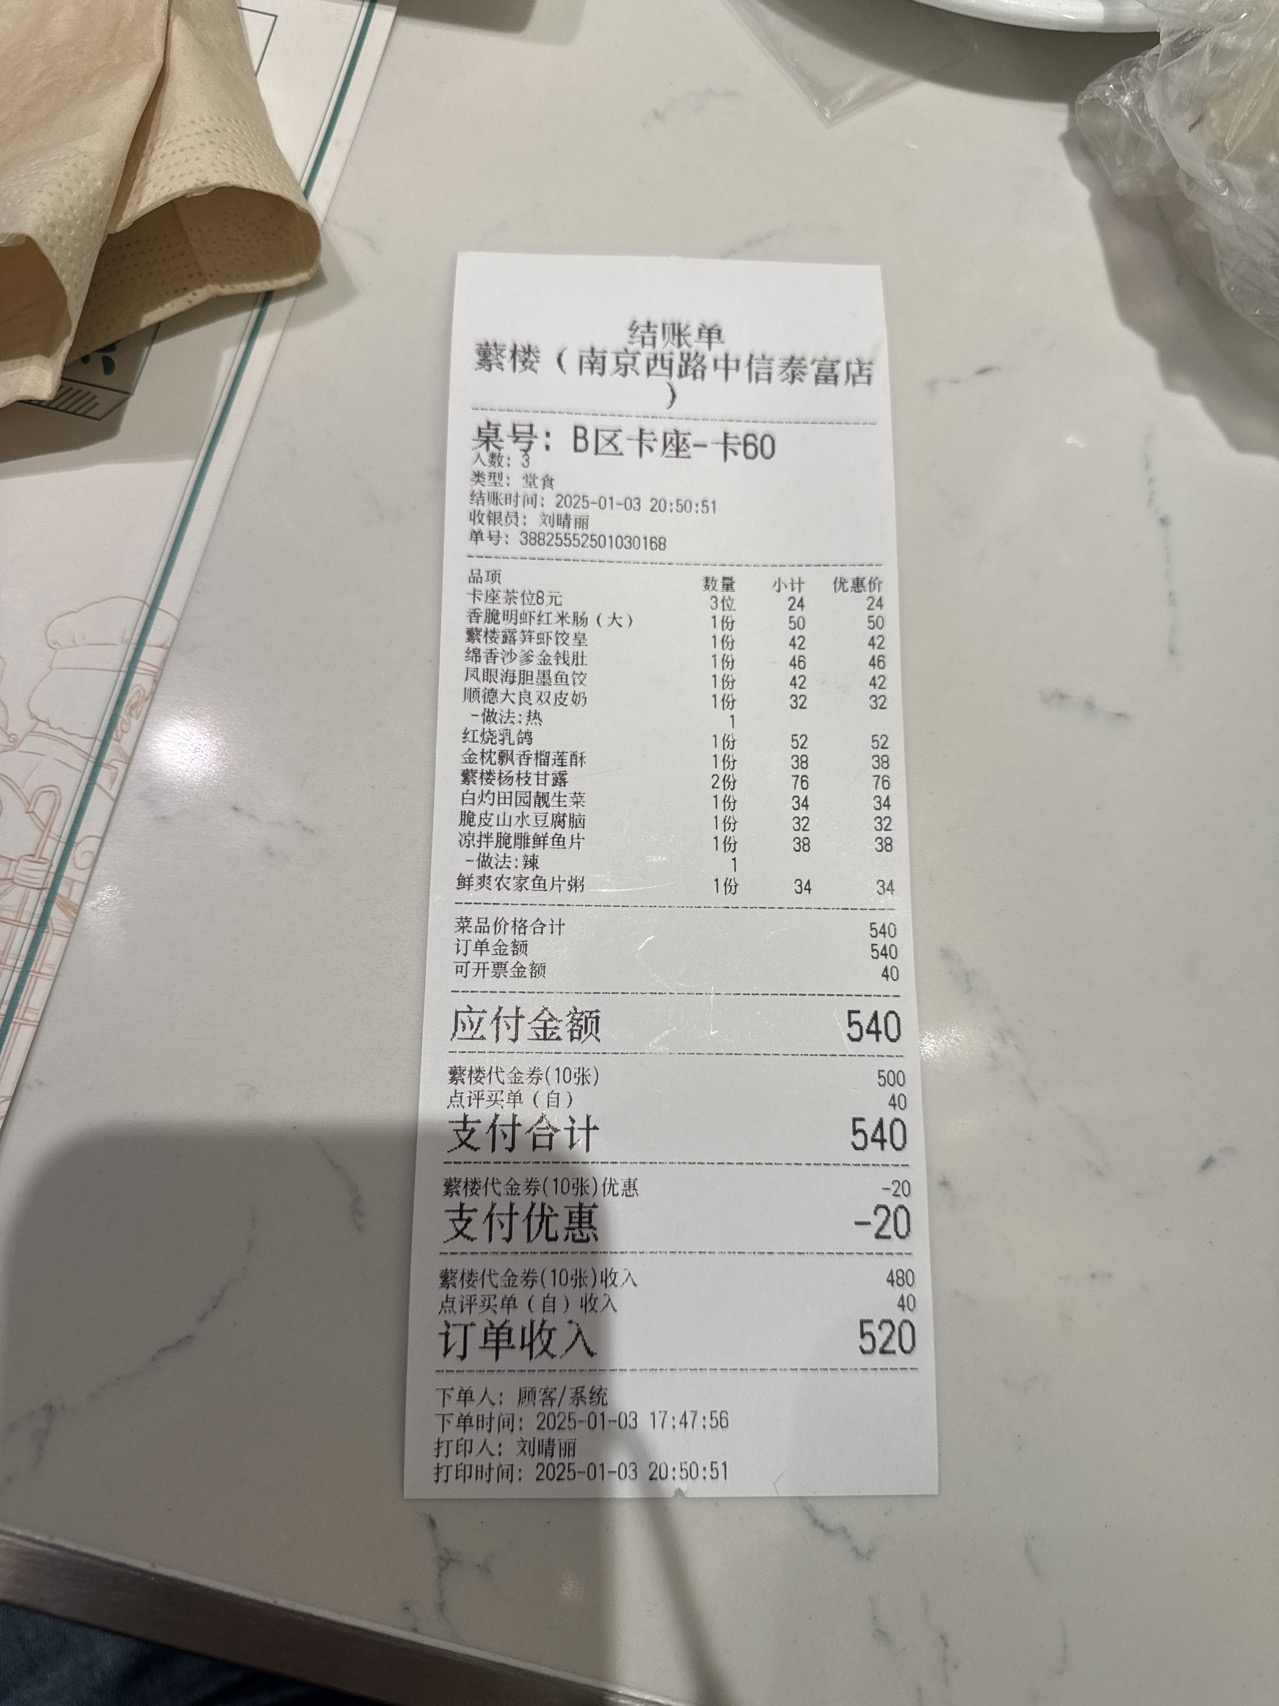 结账单
蘩楼（南京西路中信泰富店
）
桌号: B区卡座-卡60
人数: 3
类型: 堂食
结账时间: 2025-01-03 20:50:51
收银员: 刘晴丽
单号: 38825552501030168
品项 数量 小计 优惠价
卡座茶位8元 3位 24 24
香脆明虾红米肠（大） 1份 50 50
蘩楼露笋虾饺皇 1份 42 42
绵香沙爹金钱肚 1份 46 46
凤眼海胆墨鱼饺 1份 42 42
顺德大良双皮奶 1份 32 32
-做法:热 1
红烧乳鸽 1份 52 52
金枕飘香榴莲酥 1份 38 38
蘩楼杨枝甘露 2份 76 76
白灼田园靓生菜 1份 34 34
脆皮山水豆腐脑 1份 32 32
凉拌脆雕鲜鱼片 1份 38 38
-做法:辣 1
鲜爽农家鱼片粥 1份 34 34
菜品价格合计 540
订单金额 540
可开票金额 40
应付金额 540
蘩楼代金券(10张) 500
点评买单（自） 40
支付合计 540
蘩楼代金券(10张)优惠 -20
支付优惠 -20
蘩楼代金券(10张)收入 480
点评买单（自）收入 40
订单收入 520
下单人: 顾客/系统
下单时间: 2025-01-03 17:47:56
打印人: 刘晴丽
打印时间: 2025-01-03 20:50:51